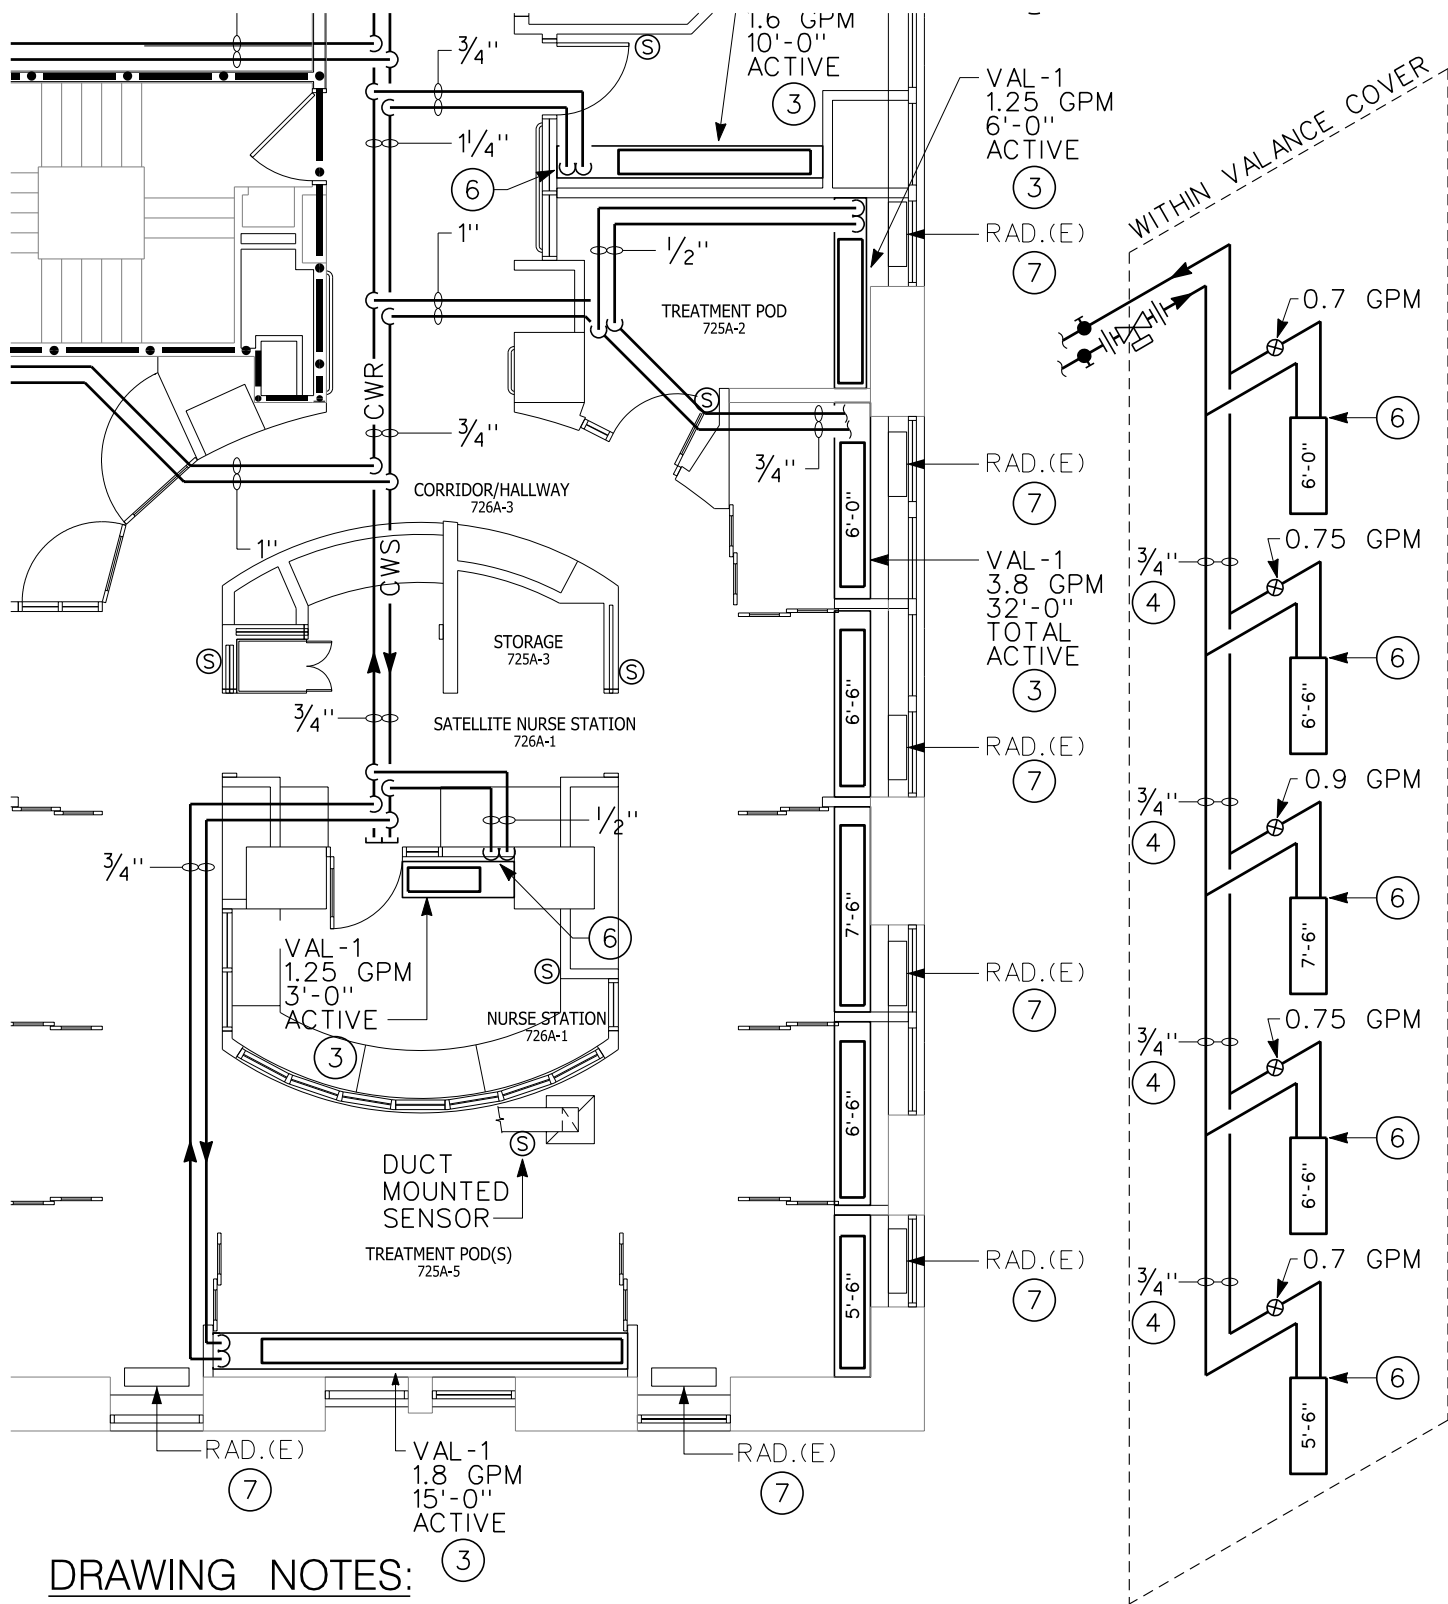 1.6 GPM
10'-0"
ACTIVE
3
3/4"
S
1 1/4"
6
1"
1/2"
VAL-1
1.25 GPM
6'-0"
ACTIVE
3
RAD.(E)
7
TREATMENT POD
725A-2
S
CWR
3/4"
3/4"
RAD.(E)
7
CORRIDOR/HALLWAY
726A-3
1"
CWS
6'-0"
VAL-1
3.8 GPM
32'-0"
TOTAL
ACTIVE
3
STORAGE
725A-3
S
S
6'-6"
3/4"
SATELLITE NURSE STATION
726A-1
RAD.(E)
7
1/2"
3/4"
7'-6"
6
VAL-1
1.25 GPM
3'-0"
ACTIVE
3
S
NURSE STATION
726A-1
RAD.(E)
7
6'-6"
S
DUCT
MOUNTED
SENSOR
TREATMENT POD(S)
725A-5
5'-6"
RAD.(E)
7
RAD.(E)
7
VAL-1
1.8 GPM
15'-0"
ACTIVE
3
RAD.(E)
7
WITHIN VALANCE COVER
0.7 GPM
6
6'-0"
0.75 GPM
3/4"
4
6
6'-6"
0.9 GPM
3/4"
4
6
7'-6"
0.75 GPM
3/4"
4
6
6'-6"
0.7 GPM
3/4"
4
6
5'-6"
DRAWING NOTES: